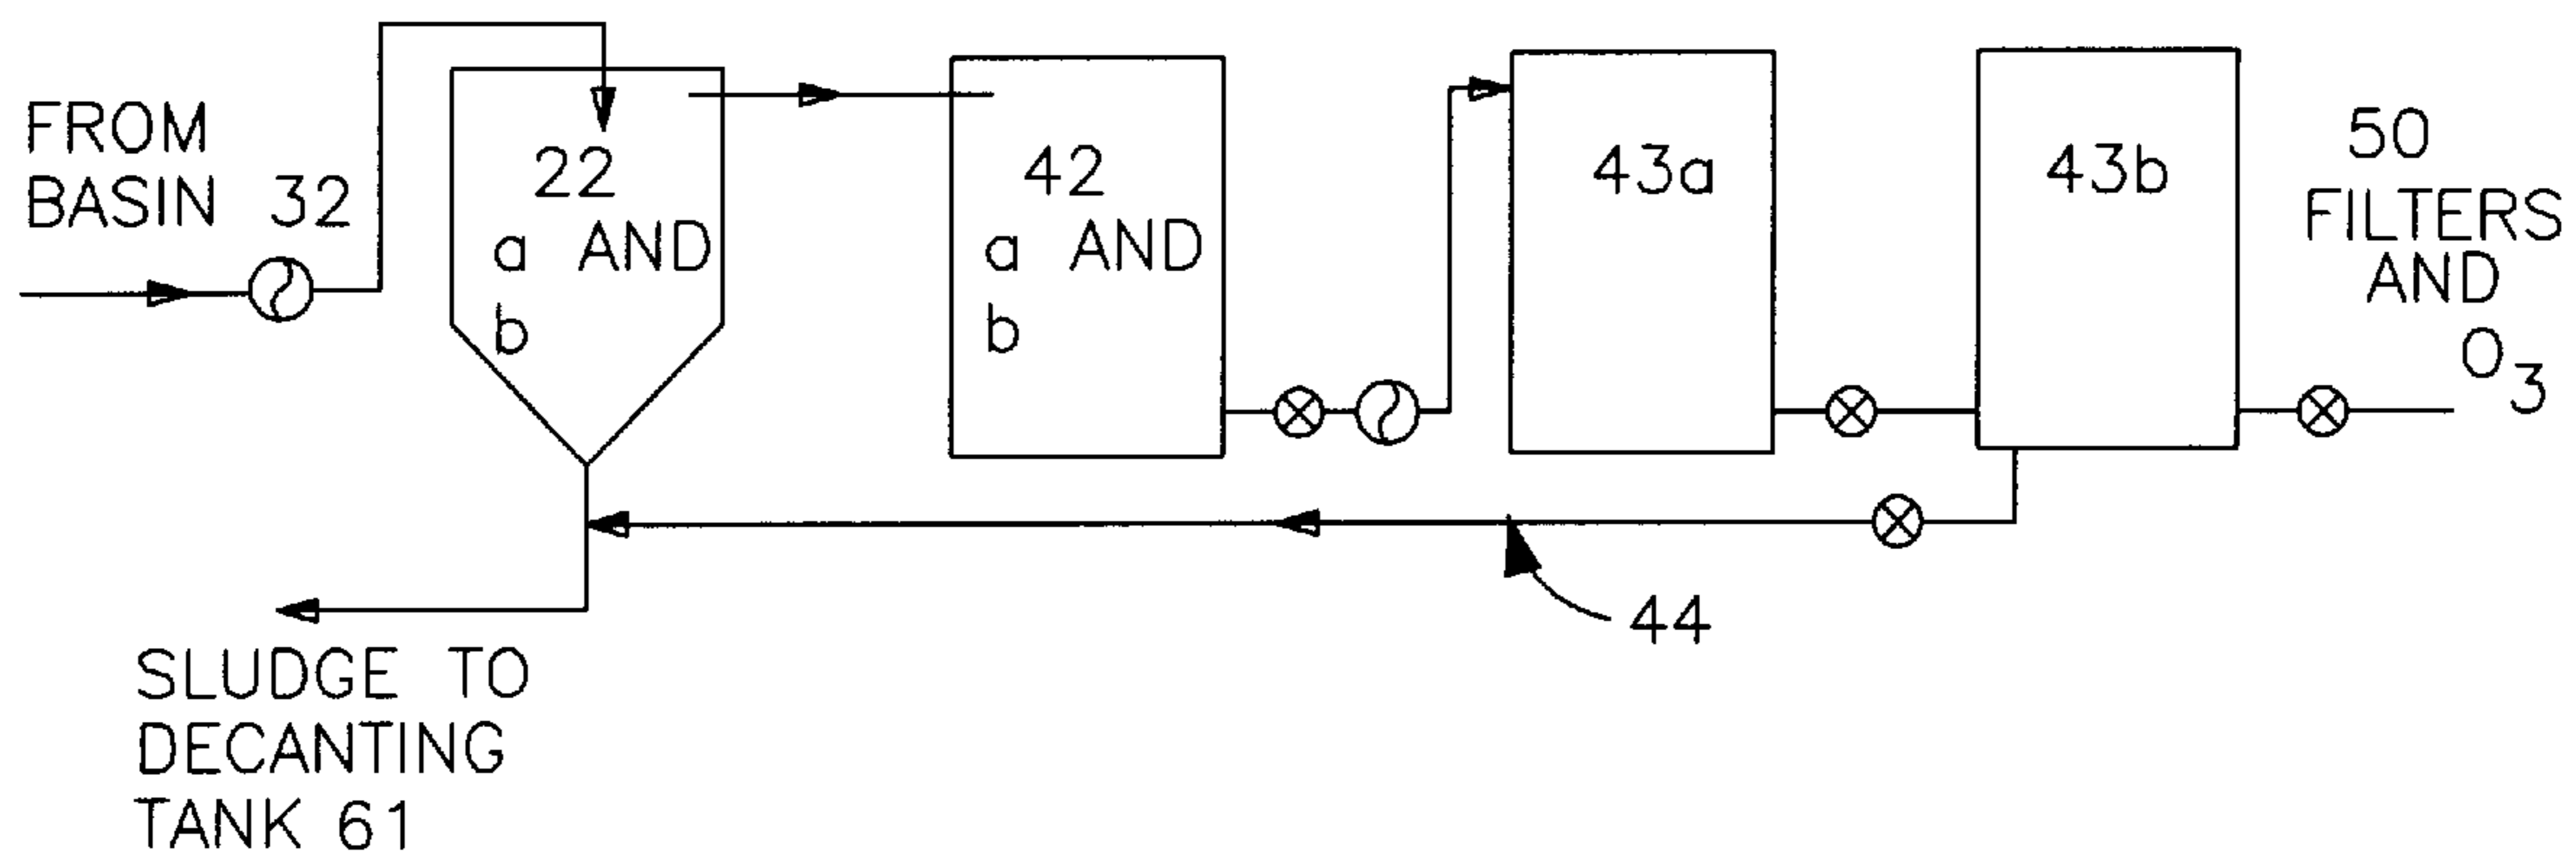 FROM
BASIN 32
22
a AND
b
42
a AND
b
43a
43b
50
FILTERS
AND
O3
44
SLUDGE TO
DECANTING
TANK 61